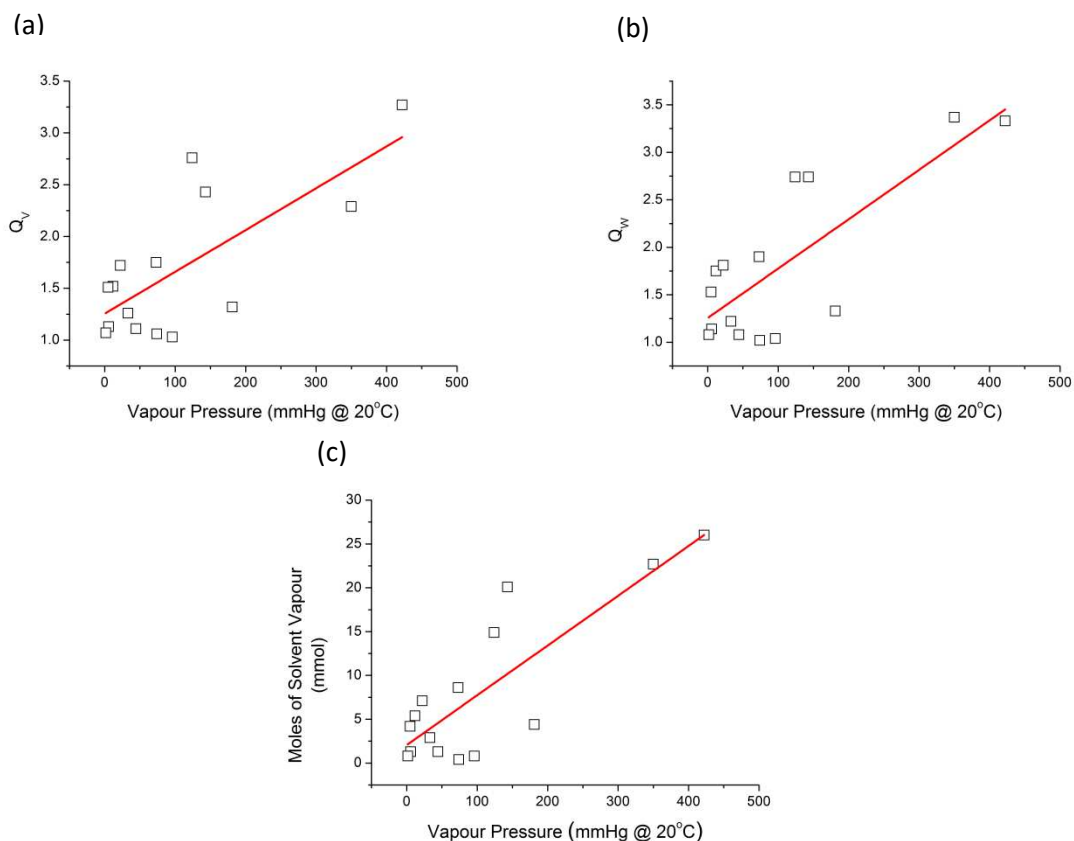 (a)
3.5
3.0
2.5
2.0
1.5
1.0
Q_V
0 100 200 300 400 500
Vapour Pressure (mmHg @ 20°C)
(b)
3.5
3.0
2.5
2.0
1.5
1.0
Q_W
0 100 200 300 400 500
Vapour Pressure (mmHg @ 20°C)
(c)
30
25
20
15
10
5
0
Moles of Solvent Vapour
(mmol)
0 100 200 300 400 500
Vapour Pressure (mmHg @ 20°C)